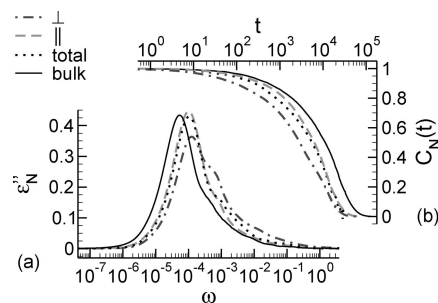 ⊥
||
total
bulk
t
10⁰ 10¹ 10² 10³ 10⁴ 10⁵
1
0.8
0.6
0.4
0.2
0
C_N(t)
(b)
0.4
0.3
0.2
0.1
0
ε''_N
(a)
10⁻⁷ 10⁻⁶ 10⁻⁵ 10⁻⁴ 10⁻³ 10⁻² 10⁻¹ 10⁰
ω